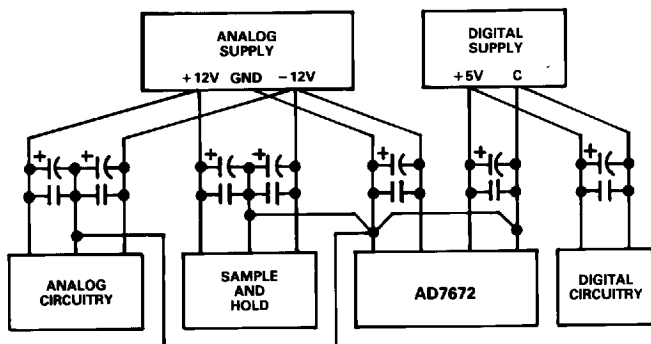 ANALOG
SUPPLY
+12V GND −12V
DIGITAL
SUPPLY
+5V C
+ + + + + + +
ANALOG
CIRCUITRY
SAMPLE
AND
HOLD
AD7672
DIGITAL
CIRCUITRY